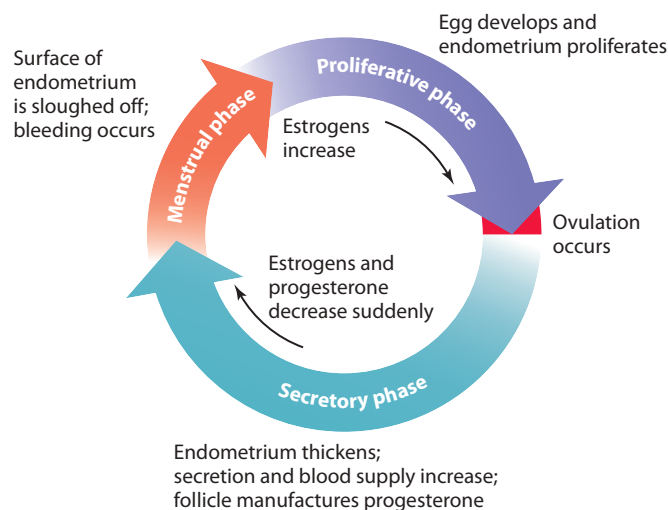 Egg develops and
endometrium proliferates
Surface of
endometrium
is sloughed off;
bleeding occurs
Proliferative phase
Menstrual phase
Estrogens
increase
Ovulation
occurs
Estrogens and
progesterone
decrease suddenly
Secretory phase
Endometrium thickens;
secretion and blood supply increase;
follicle manufactures progesterone